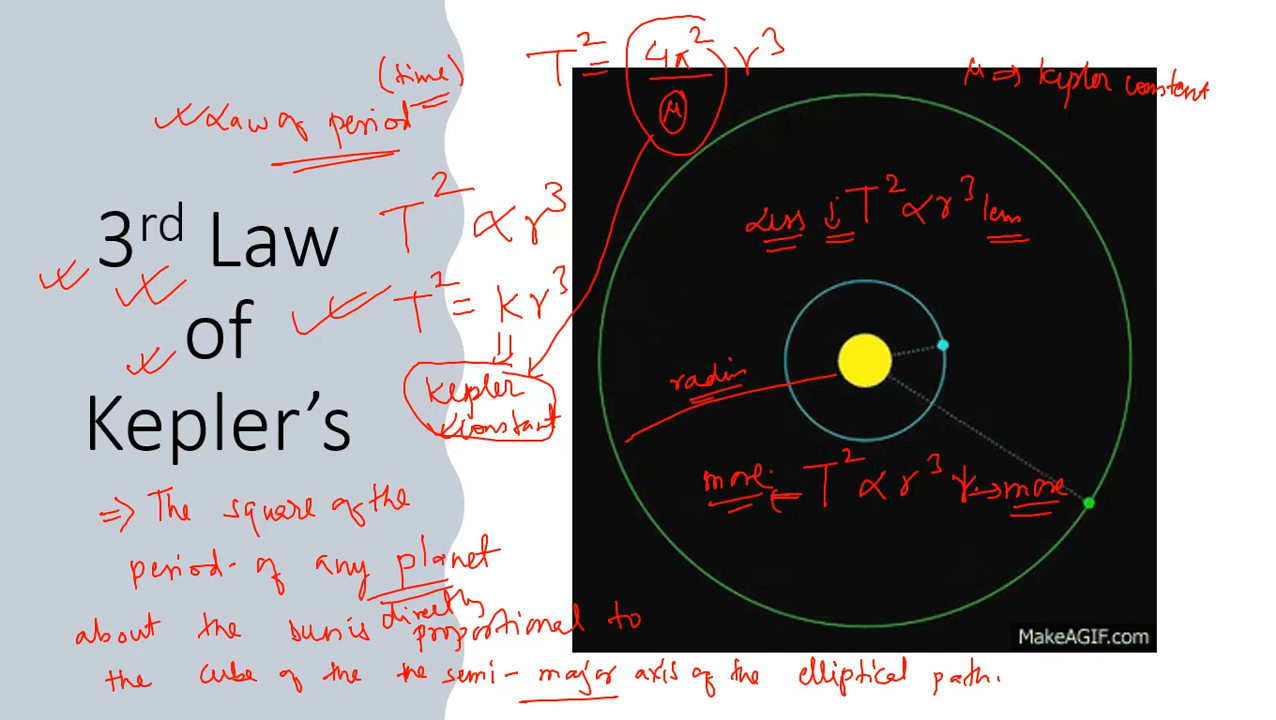 T² = 4π²/μ r³
μ ⇒ Kepler constant
(time)
Law of period
T² ∝ r³
Less ↓ T² ∝ r³ less
3rd Law
of
Kepler's
T² = kr³
Kepler
Constant
radius
more ← T² ∝ r³ r → more
⇒ The square of the
period of any planet
about the sun is directly proportional to
the cube of the the semi-major axis of the elliptical path.
MakeAGIF.com